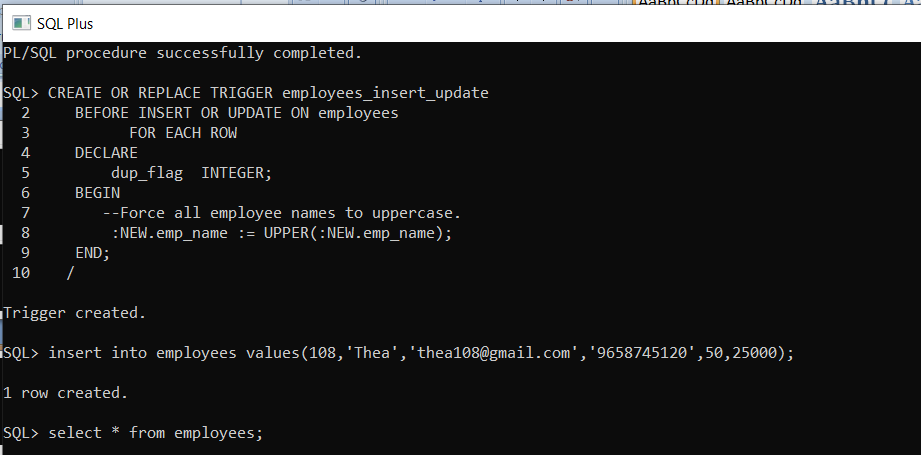 AaBbCcDd AaBbCcDd
SQL Plus
PL/SQL procedure successfully completed.
SQL> CREATE OR REPLACE TRIGGER employees_insert_update
2 BEFORE INSERT OR UPDATE ON employees
3 FOR EACH ROW
4 DECLARE
5 dup_flag INTEGER;
6 BEGIN
7 --Force all employee names to uppercase.
8 :NEW.emp_name := UPPER(:NEW.emp_name);
9 END;
10 /
Trigger created.
SQL> insert into employees values(108,'Thea','thea108@gmail.com','9658745120',50,25000);
1 row created.
SQL> select * from employees;